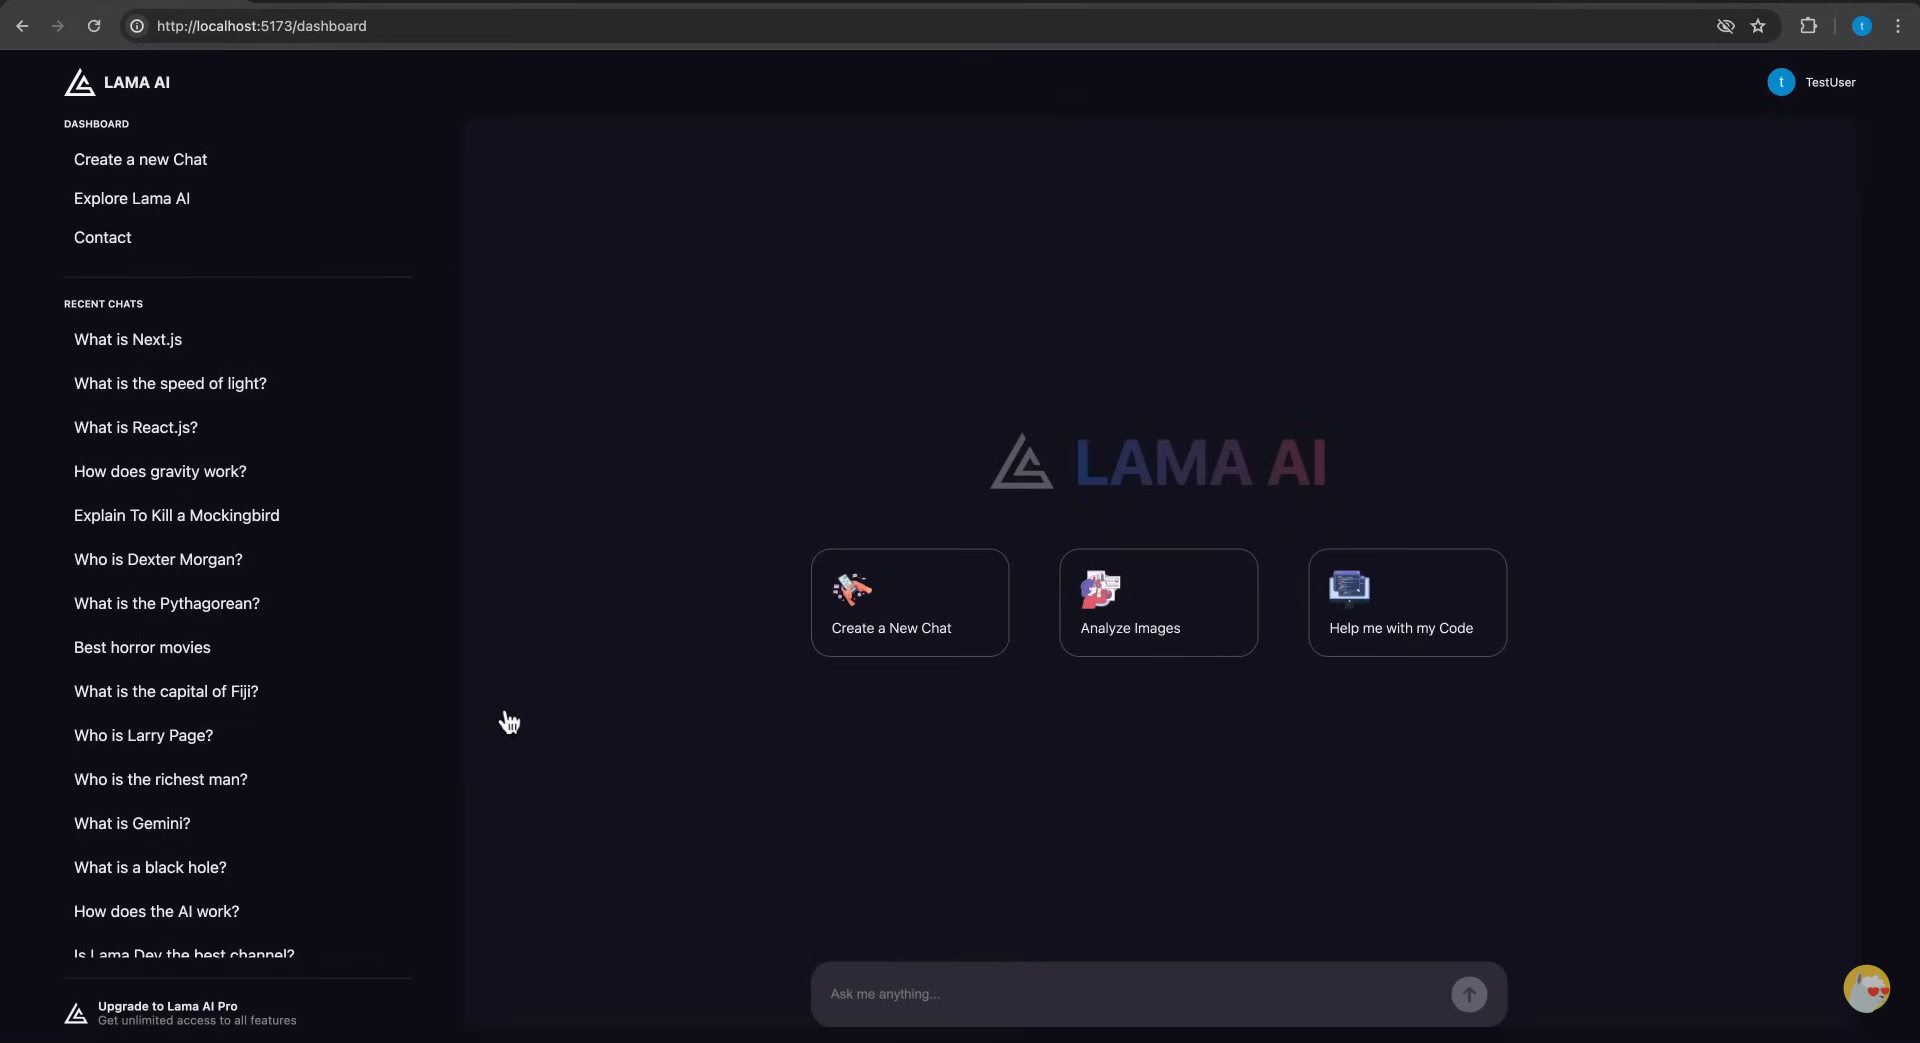 http://localhost:5173/dashboard
t
LAMA AI
t
TestUser
DASHBOARD
Create a new Chat
Explore Lama AI
Contact
RECENT CHATS
What is Next.js
What is the speed of light?
What is React.js?
How does gravity work?
Explain To Kill a Mockingbird
Who is Dexter Morgan?
What is the Pythagorean?
Best horror movies
What is the capital of Fiji?
Who is Larry Page?
Who is the richest man?
What is Gemini?
What is a black hole?
How does the AI work?
Is Lama Dev the best channel?
Upgrade to Lama AI Pro
Get unlimited access to all features
LAMA AI
Create a New Chat
Analyze Images
Help me with my Code
Ask me anything...